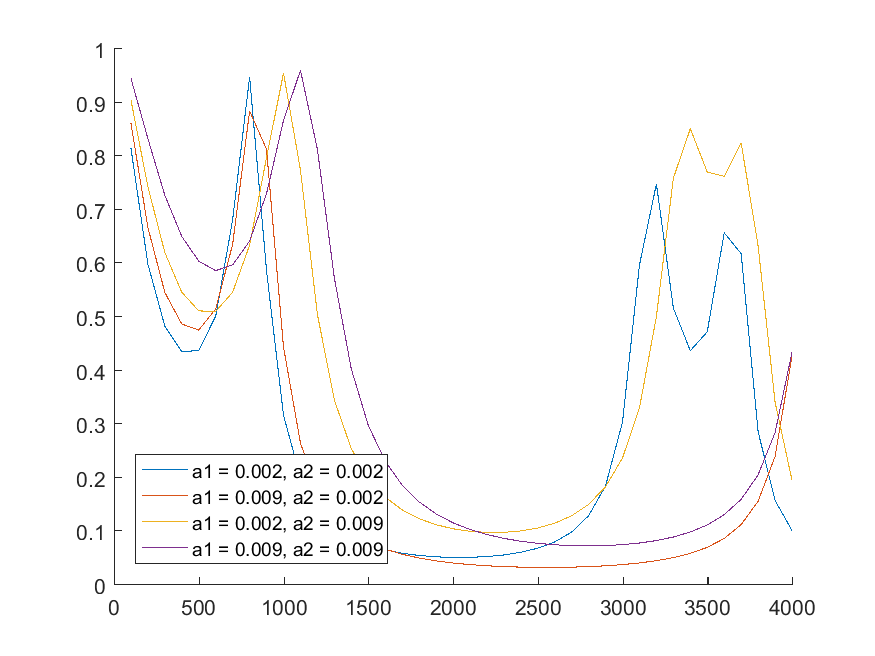 1
0.9
0.8
0.7
0.6
0.5
0.4
0.3
0.2
0.1
0
a1 = 0.002, a2 = 0.002
a1 = 0.009, a2 = 0.002
a1 = 0.002, a2 = 0.009
a1 = 0.009, a2 = 0.009
0 500 1000 1500 2000 2500 3000 3500 4000